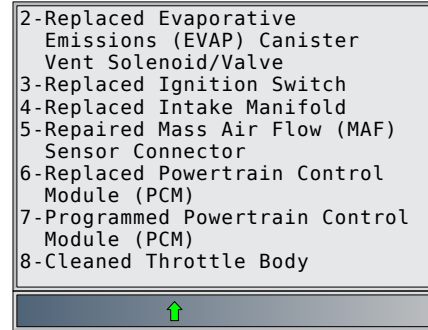 2-Replaced Evaporative
Emissions (EVAP) Canister
Vent Solenoid/Valve
3-Replaced Ignition Switch
4-Replaced Intake Manifold
5-Repaired Mass Air Flow (MAF)
Sensor Connector
6-Replaced Powertrain Control
Module (PCM)
7-Programmed Powertrain Control
Module (PCM)
8-Cleaned Throttle Body